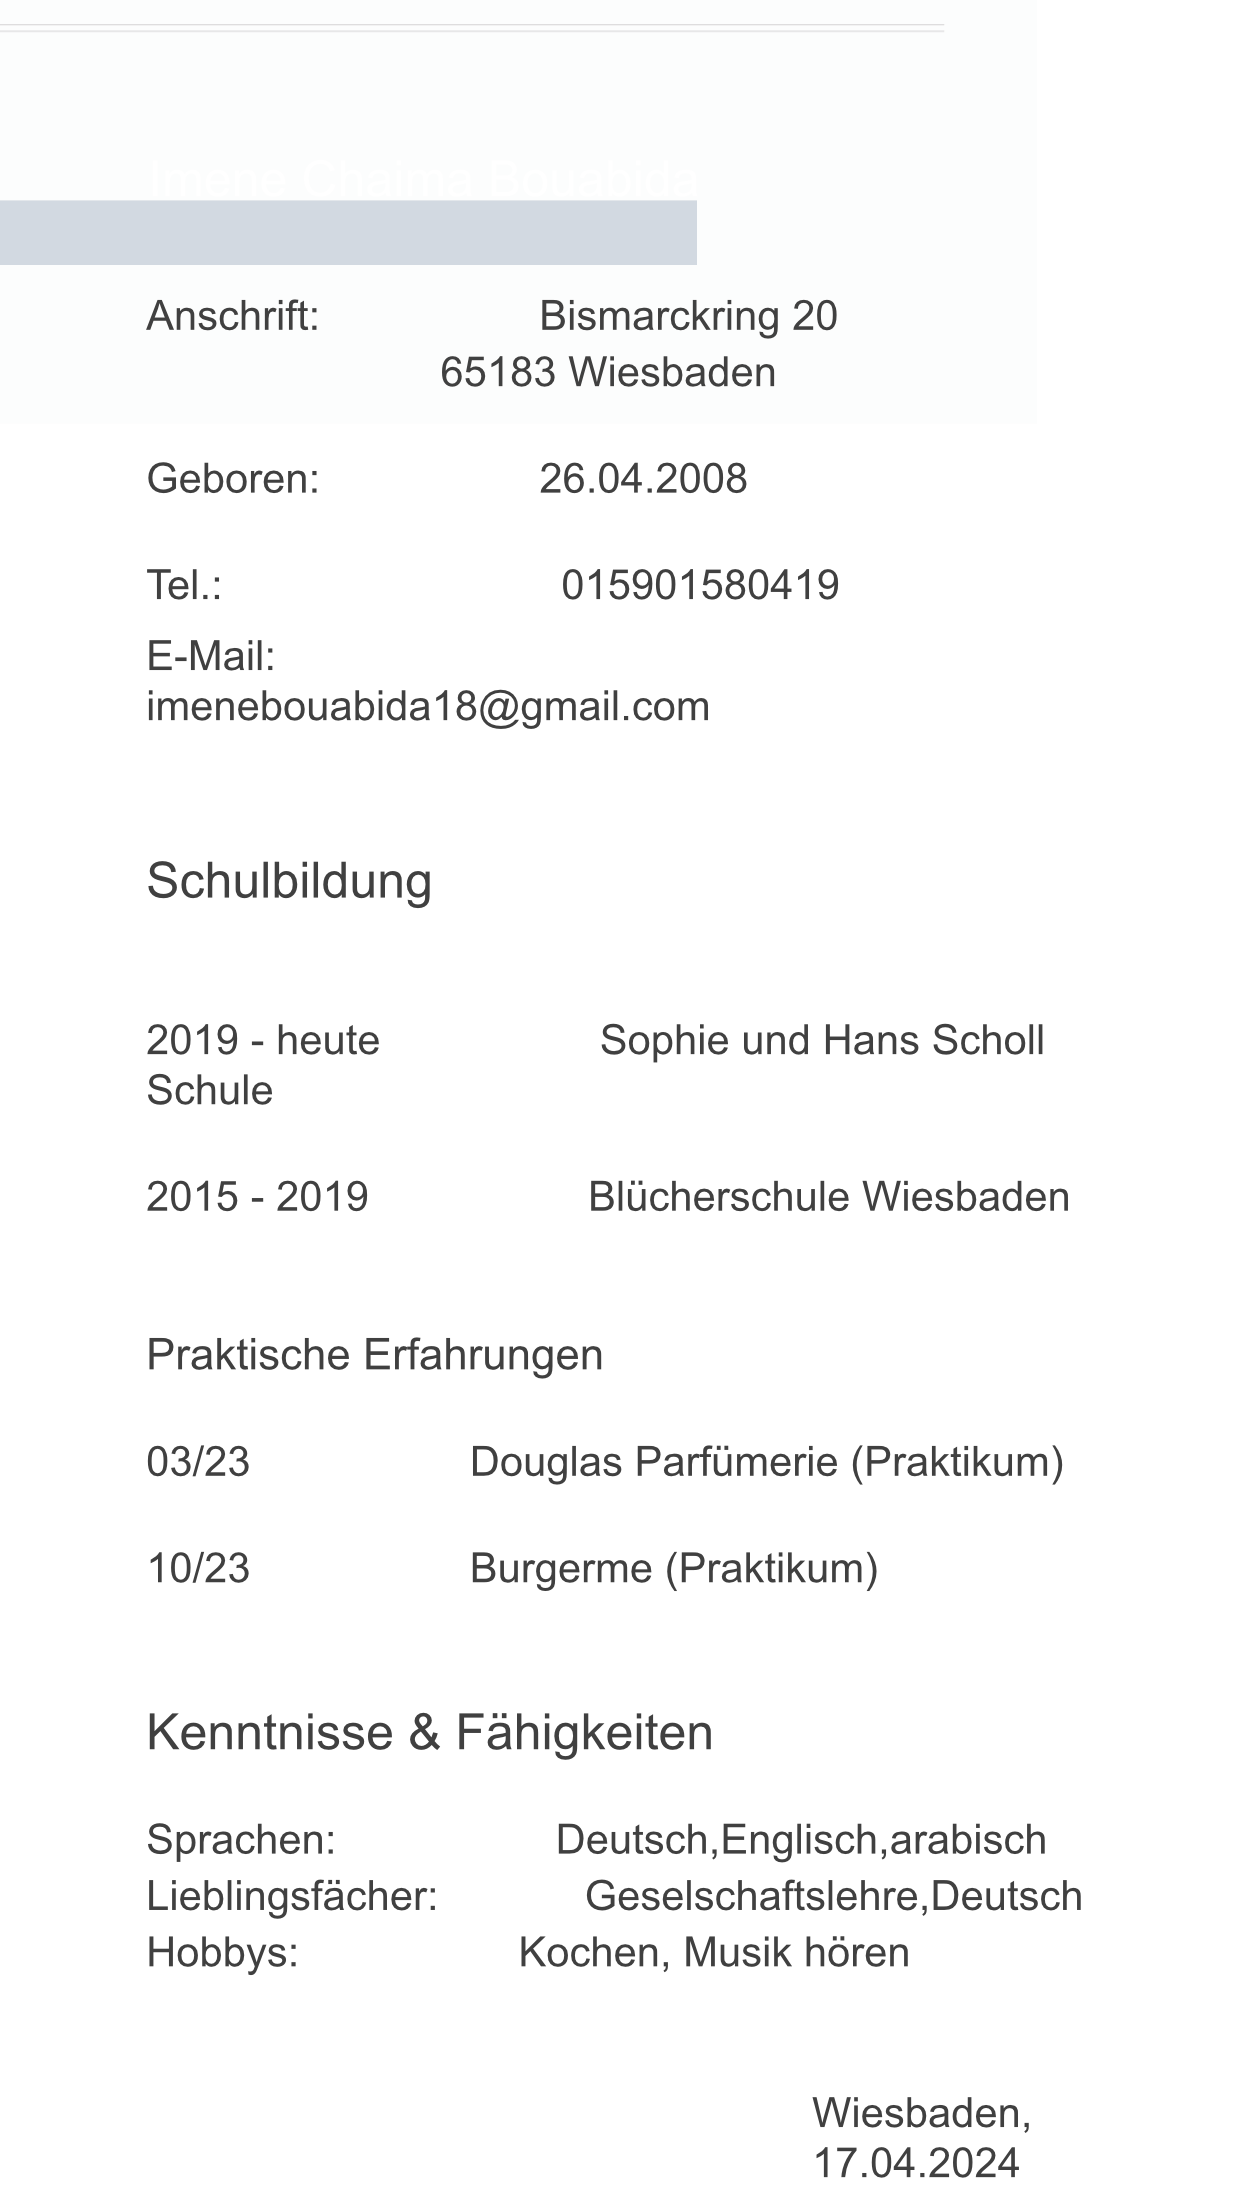 Imene Chaima Bouabida
Anschrift: Bismarckring 20
65183 Wiesbaden
Geboren: 26.04.2008
Tel.: 015901580419
E-Mail:
imenebouabida18@gmail.com
Schulbildung
2019 - heute Sophie und Hans Scholl
Schule
2015 - 2019 Blücherschule Wiesbaden
Praktische Erfahrungen
03/23 Douglas Parfümerie (Praktikum)
10/23 Burgerme (Praktikum)
Kenntnisse & Fähigkeiten
Sprachen: Deutsch,Englisch,arabisch
Lieblingsfächer: Geselschaftslehre,Deutsch
Hobbys: Kochen, Musik hören
Wiesbaden,
17.04.2024